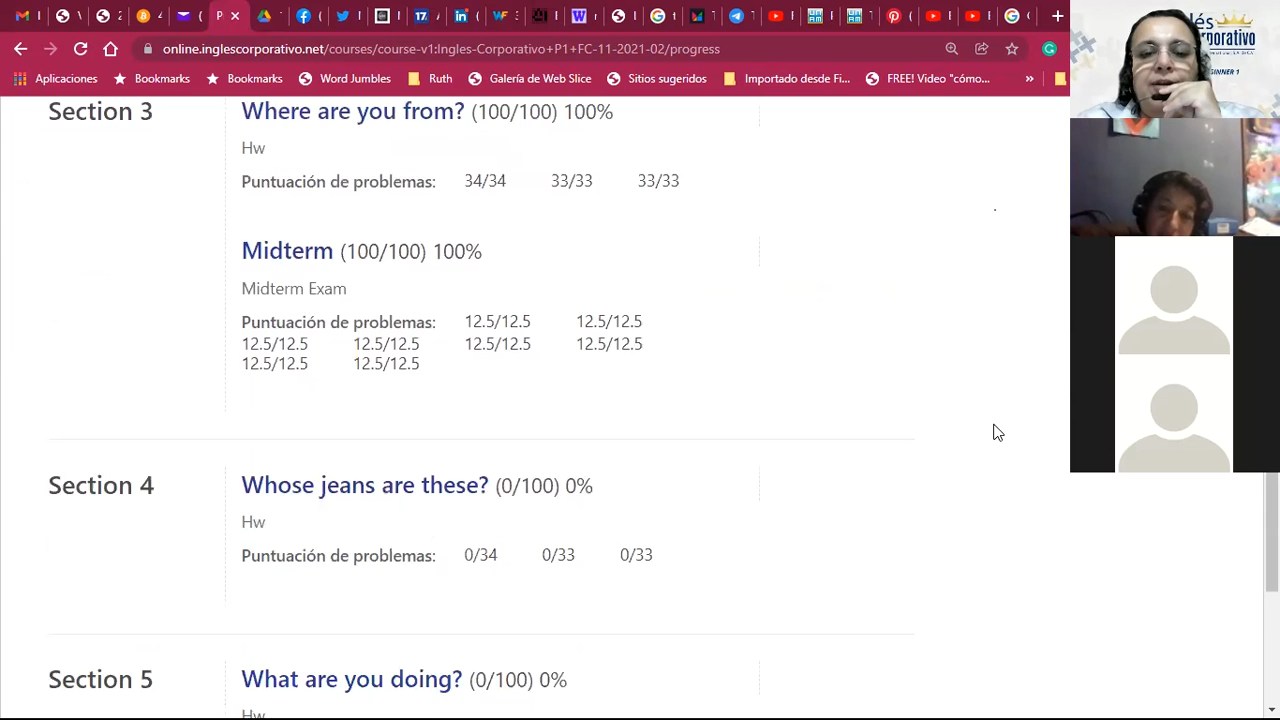 online.inglescorporativo.net/courses/course-v1:Ingles-Corporativo+P1+FC-11-2021-02/progress
Aplicaciones Bookmarks Bookmarks Word Jumbles Ruth Galería de Web Slice Sitios sugeridos Importado desde Fi... FREE! Video "cómo... »
Section 3 Where are you from? (100/100) 100%
Hw
Puntuación de problemas: 34/34 33/33 33/33
Midterm (100/100) 100%
Midterm Exam
Puntuación de problemas: 12.5/12.5 12.5/12.5
12.5/12.5 12.5/12.5 12.5/12.5 12.5/12.5
12.5/12.5 12.5/12.5
Section 4 Whose jeans are these? (0/100) 0%
Hw
Puntuación de problemas: 0/34 0/33 0/33
Section 5 What are you doing? (0/100) 0%
Hw